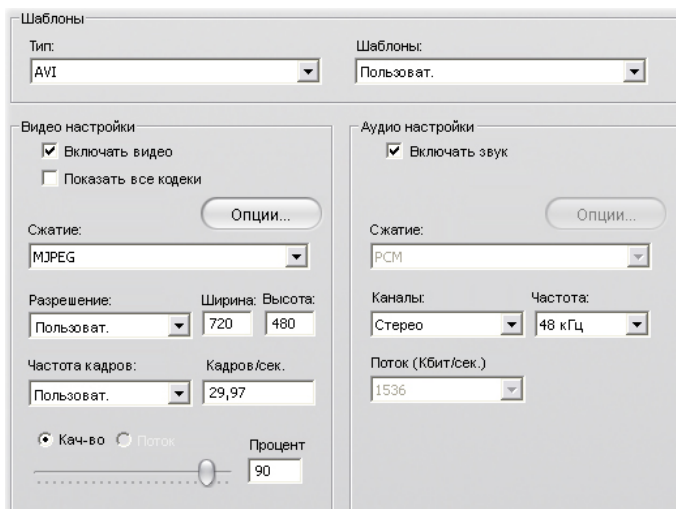 Шаблоны
Тип:
Шаблоны:
AVI
Пользоват.
Видео настройки
Включать видео
Показать все кодеки
Опции...
Сжатие:
MJPEG
Разрешение:
Ширина:
Высота:
Пользоват.
720
480
Частота кадров:
Кадров/сек.
Пользоват.
29,97
Кач-во
Поток
Процент
90
Аудио настройки
Включать звук
Опции...
Сжатие:
PCM
Каналы:
Частота:
Стерео
48 кГц
Поток (Кбит/сек.)
1536